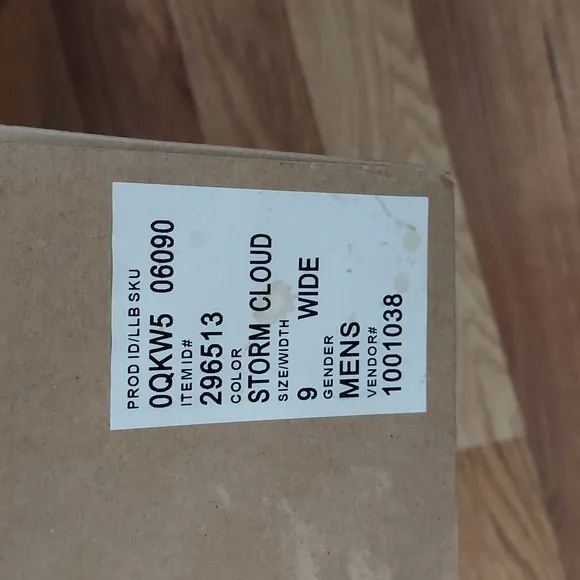 PROD ID/LLB SKU
0QKW5 06090
ITEM ID#
296513
COLOR
STORM CLOUD
SIZE/WIDTH
9 WIDE
GENDER
MENS
VENDOR#
1001038